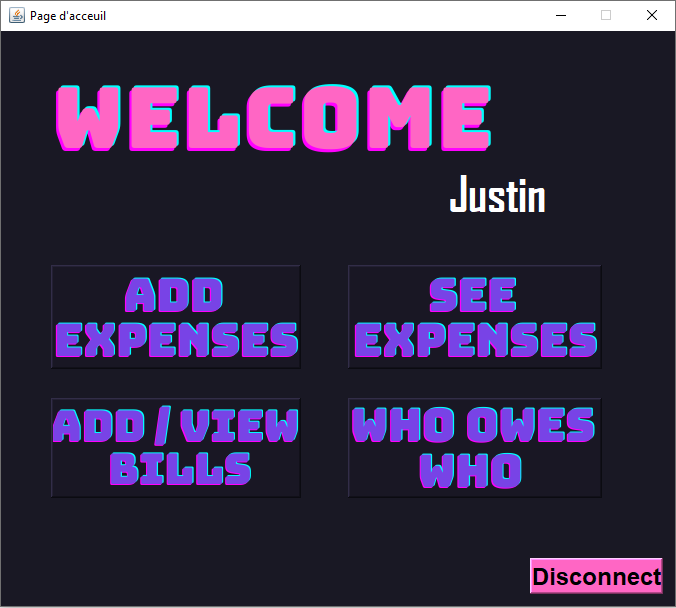 Page d'acceuil
WELCOME
Justin
ADD
EXPENSES
SEE
EXPENSES
ADD / VIEW
BILLS
WHO OWES
WHO
Disconnect